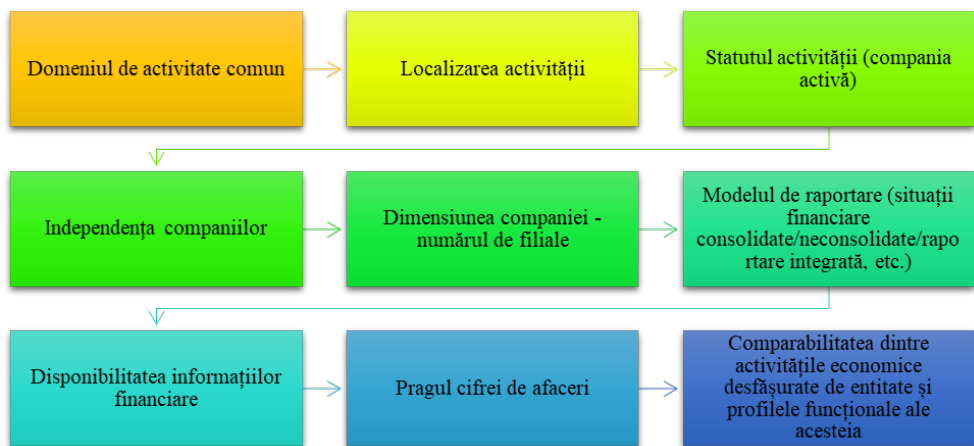 Domeniul de activitate comun
Localizarea activității
Statutul activității (compania
activă)
Independența companiilor
Dimensiunea companiei -
numărul de filiale
Modelul de raportare (situații
financiare
consolidate/neconsolidate/rapo
rtare integrată, etc.)
Disponibilitatea informațiilor
financiare
Pragul cifrei de afaceri
Comparabilitatea dintre
activitățile economice
desfășurate de entitate și
profilele funcționale ale
acesteia